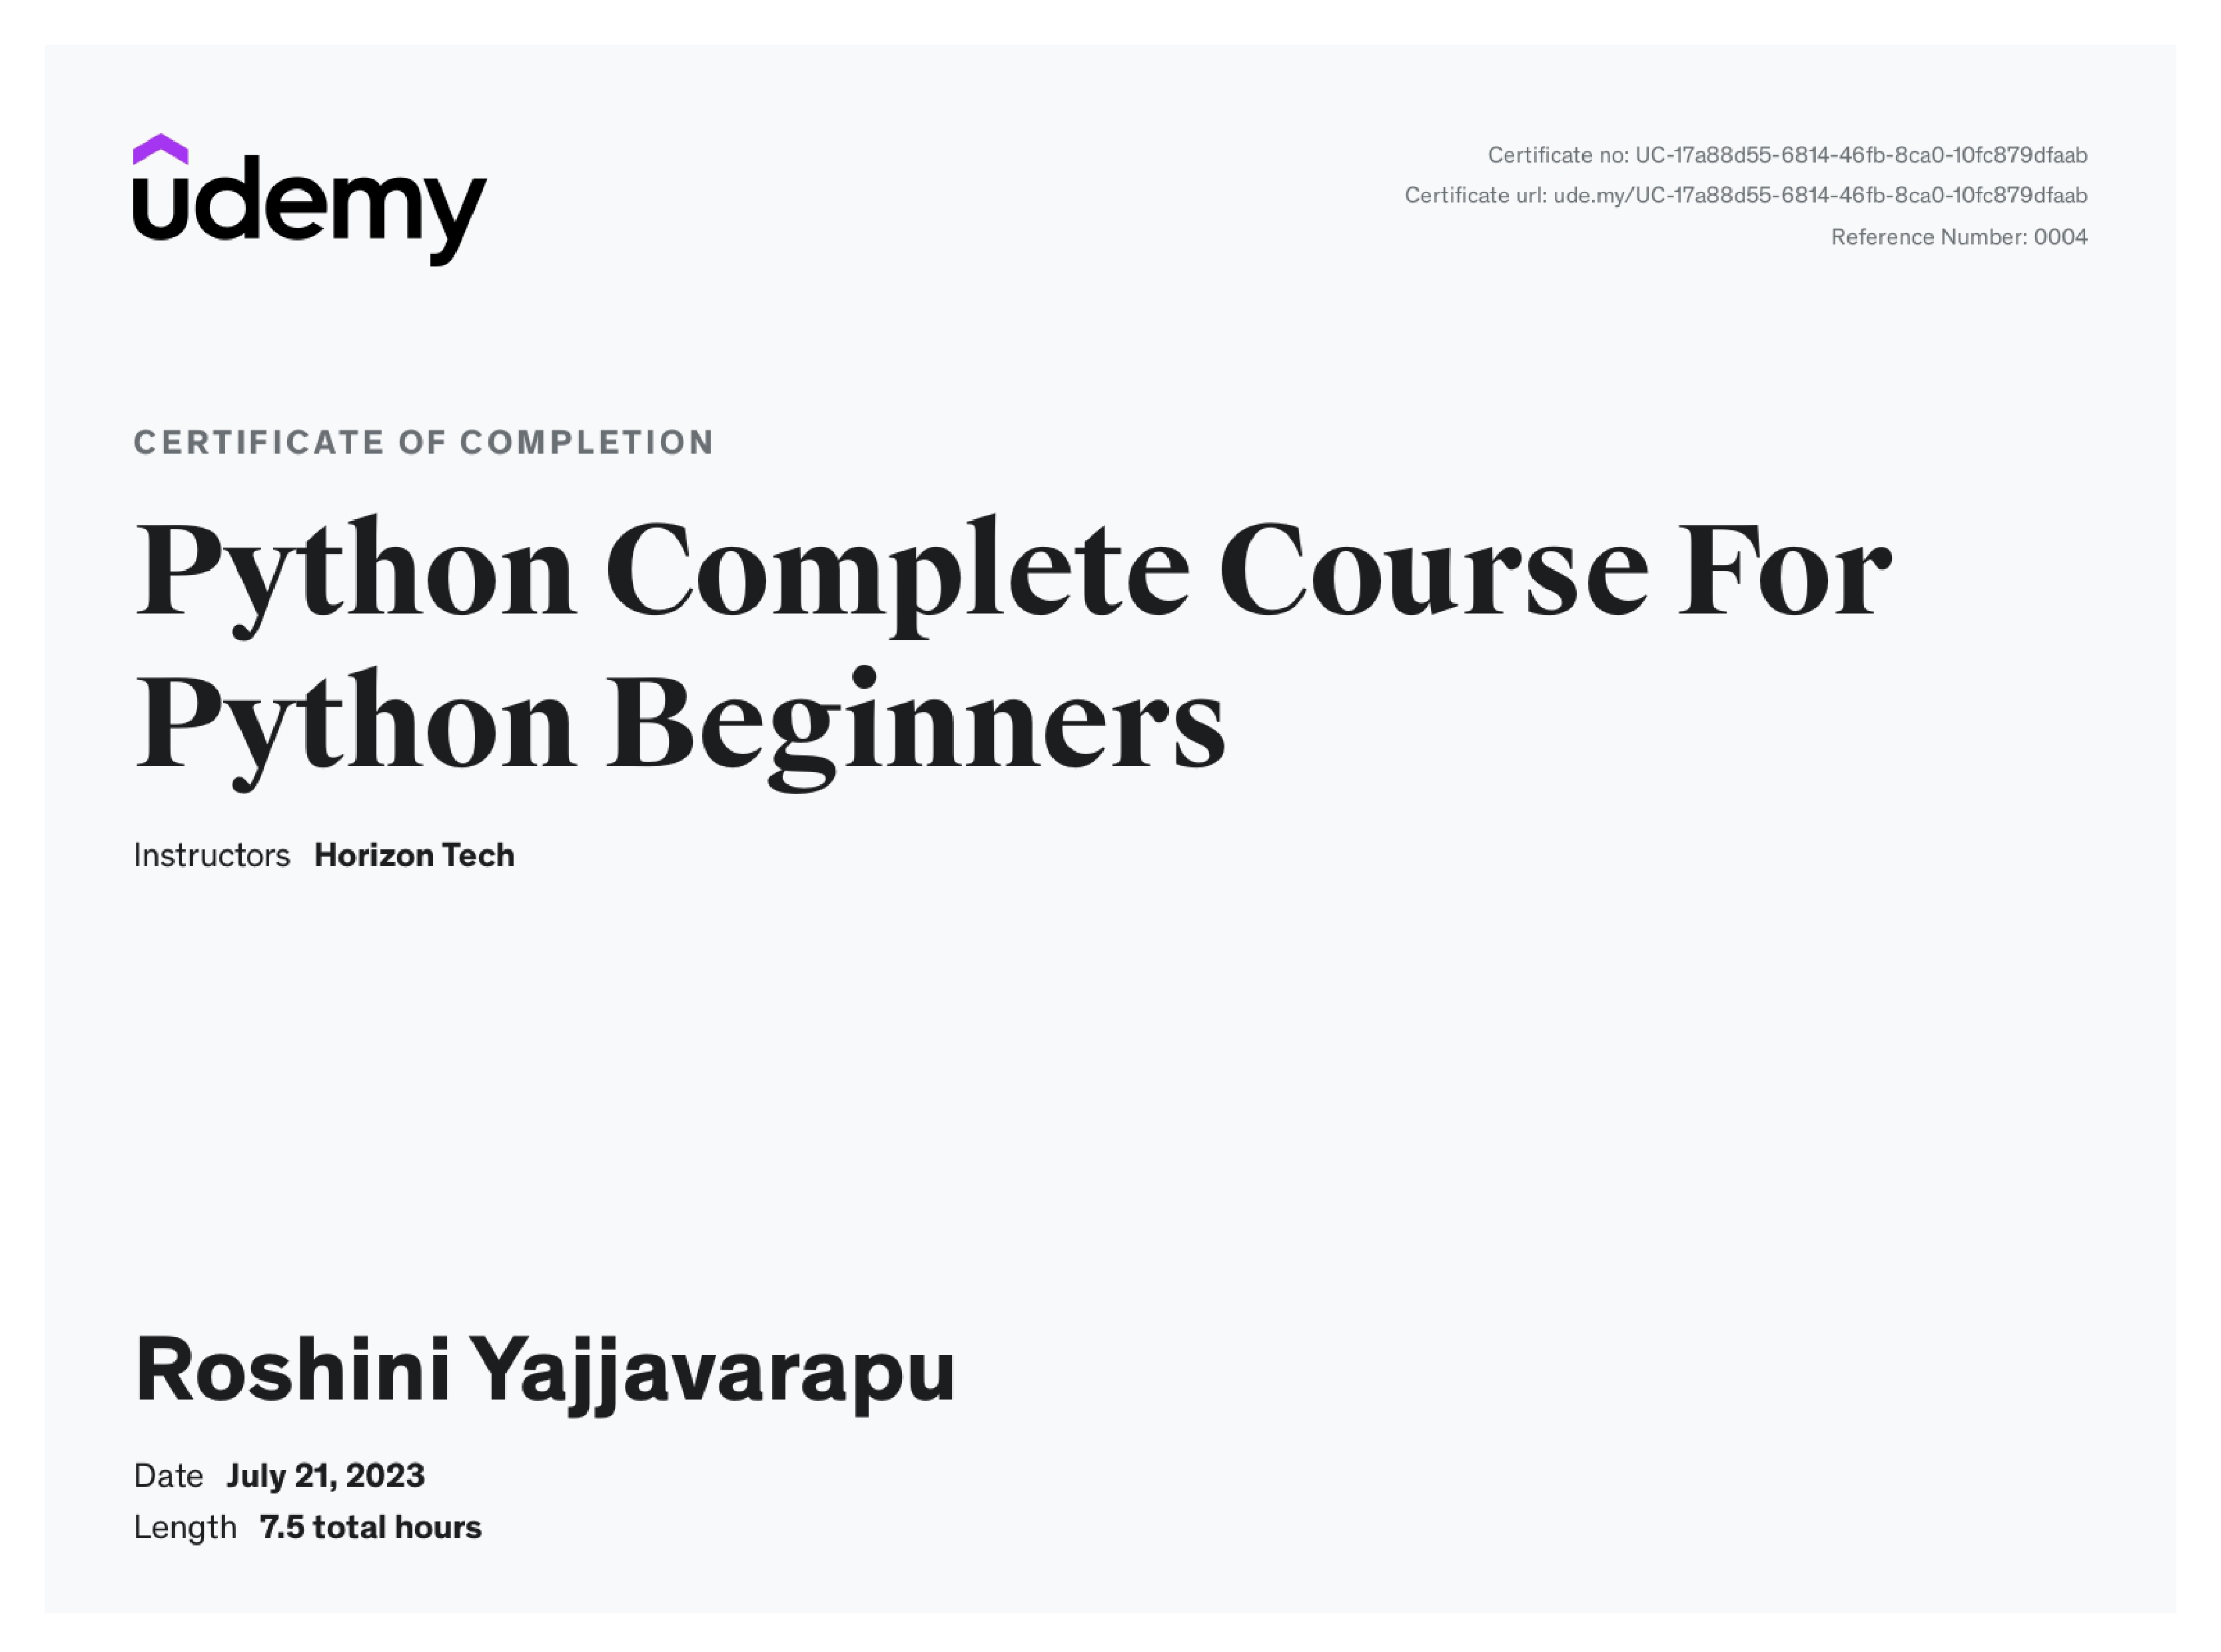 udemy
Certificate no: UC-17a88d55-6814-46fb-8ca0-10fc879dfaab
Certificate url: ude.my/UC-17a88d55-6814-46fb-8ca0-10fc879dfaab
Reference Number: 0004
CERTIFICATE OF COMPLETION
Python Complete Course For
Python Beginners
Instructors Horizon Tech
Roshini Yajjavarapu
Date July 21, 2023
Length 7.5 total hours